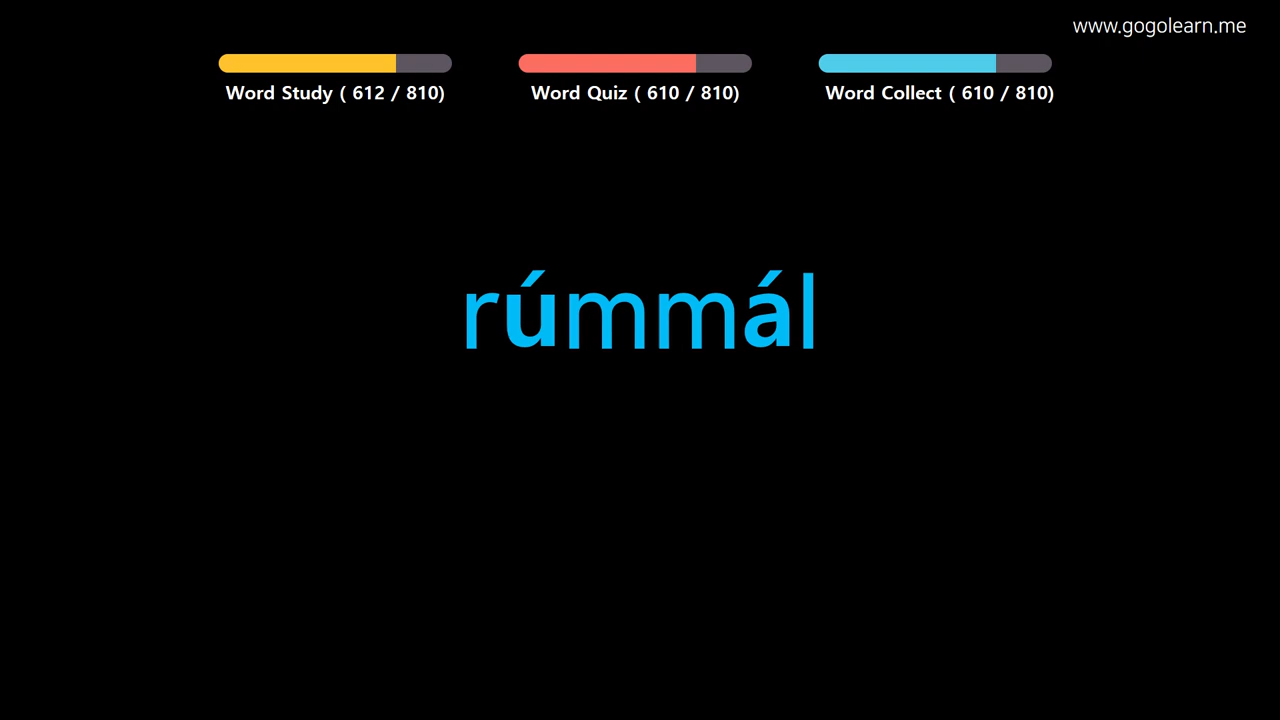 www.gogolearn.me
Word Study ( 612 / 810)
Word Quiz ( 610 / 810)
Word Collect ( 610 / 810)
rúmmál